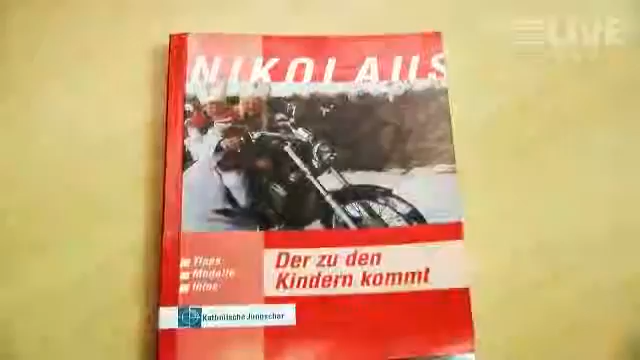 LIVE
NIKOLAUS
Tipps
Modelle
Infos
Der zu den
Kindern kommt
Katholische Jungschar